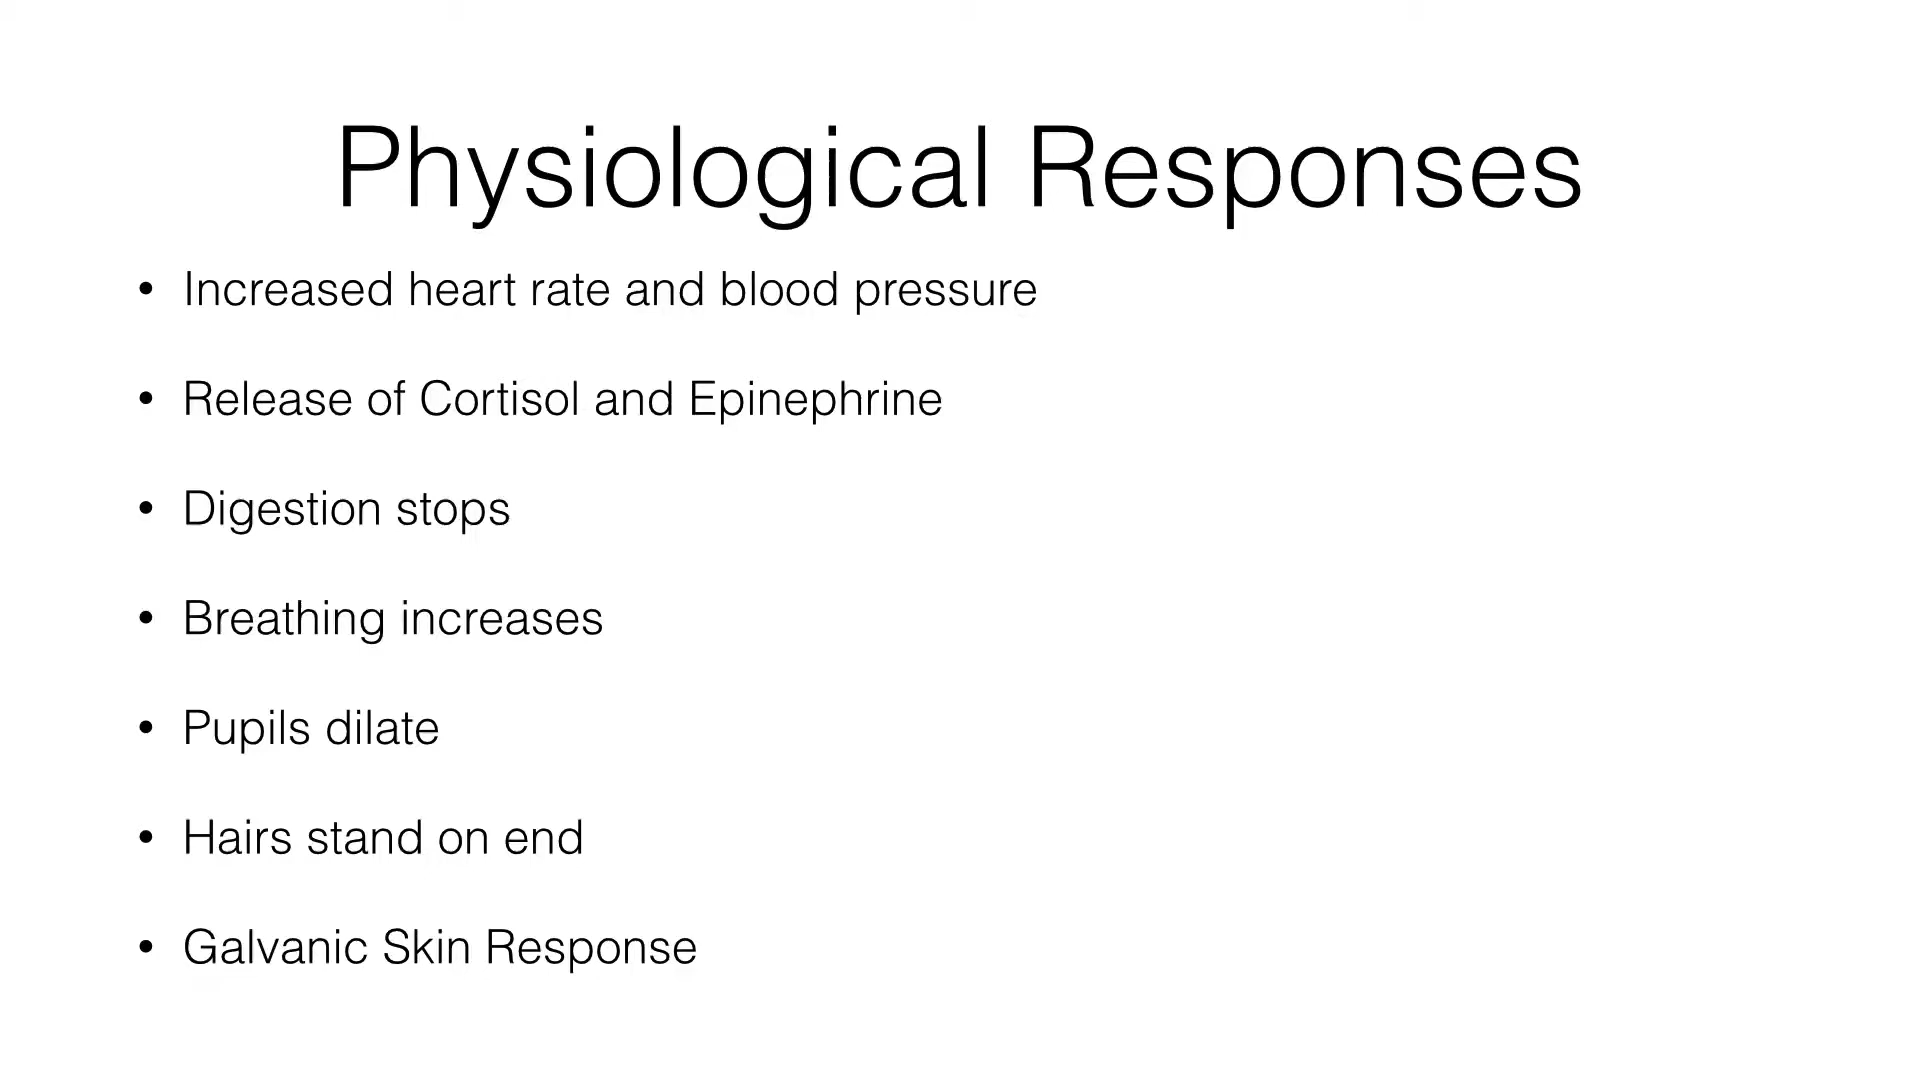 Physiological Responses
• Increased heart rate and blood pressure
• Release of Cortisol and Epinephrine
• Digestion stops
• Breathing increases
• Pupils dilate
• Hairs stand on end
• Galvanic Skin Response